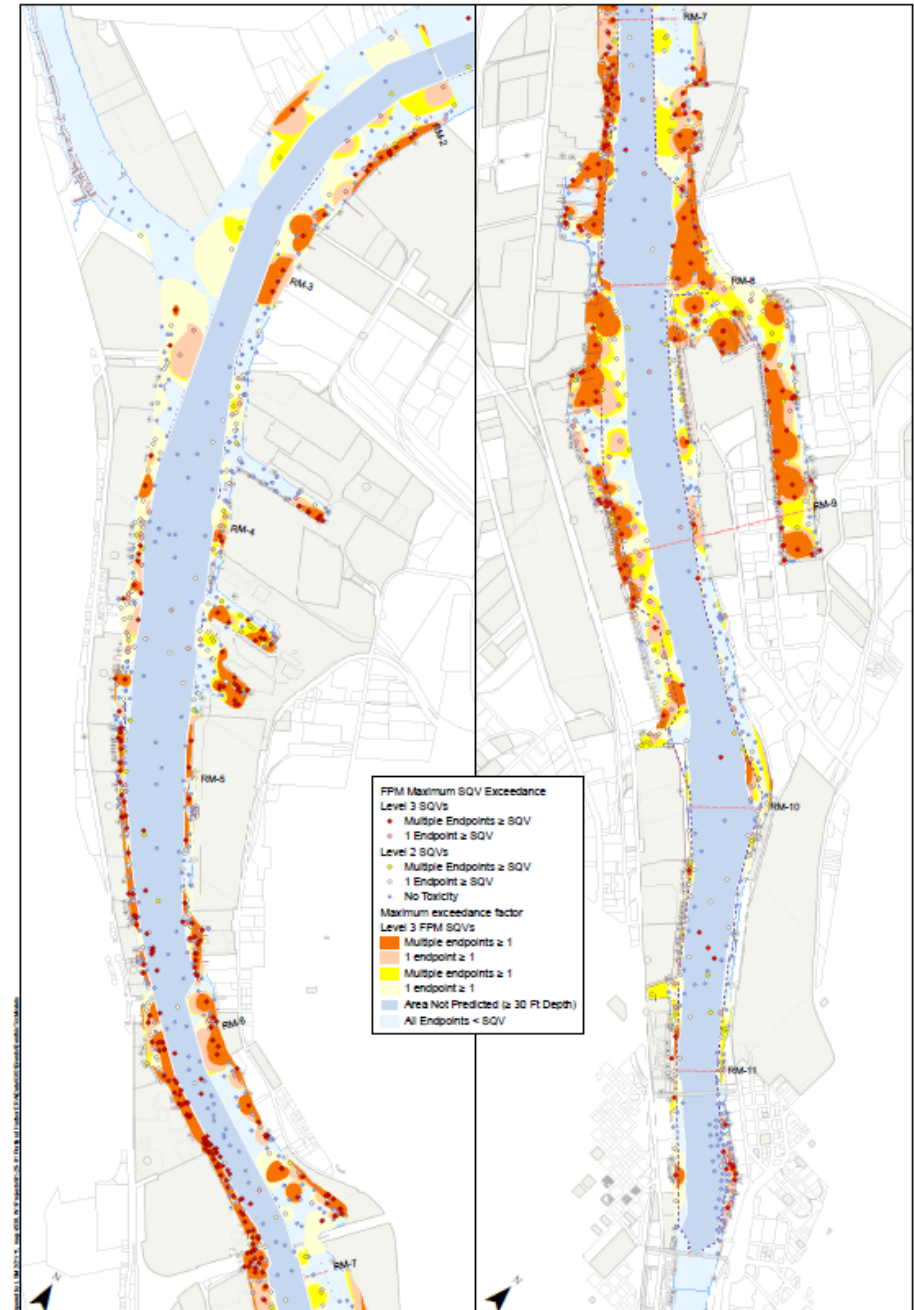 RM-2
RM-3
RM-4
RM-5
RM-6
RM-7
N
RM-7
RM-8
RM-9
RM-10
RM-11
N
FPM Maximum SQV Exceedance
Level 3 SQVs
Multiple Endpoints ≥ SQV
1 Endpoint ≥ SQV
Level 2 SQVs
Multiple Endpoints ≥ SQV
1 Endpoint ≥ SQV
No Toxicity
Maximum exceedance factor
Level 3 FPM SQVs
Multiple endpoints ≥ 1
1 endpoint ≥ 1
Multiple endpoints ≥ 1
1 endpoint ≥ 1
Area Not Predicted (≥ 30 Ft Depth)
All Endpoints < SQV